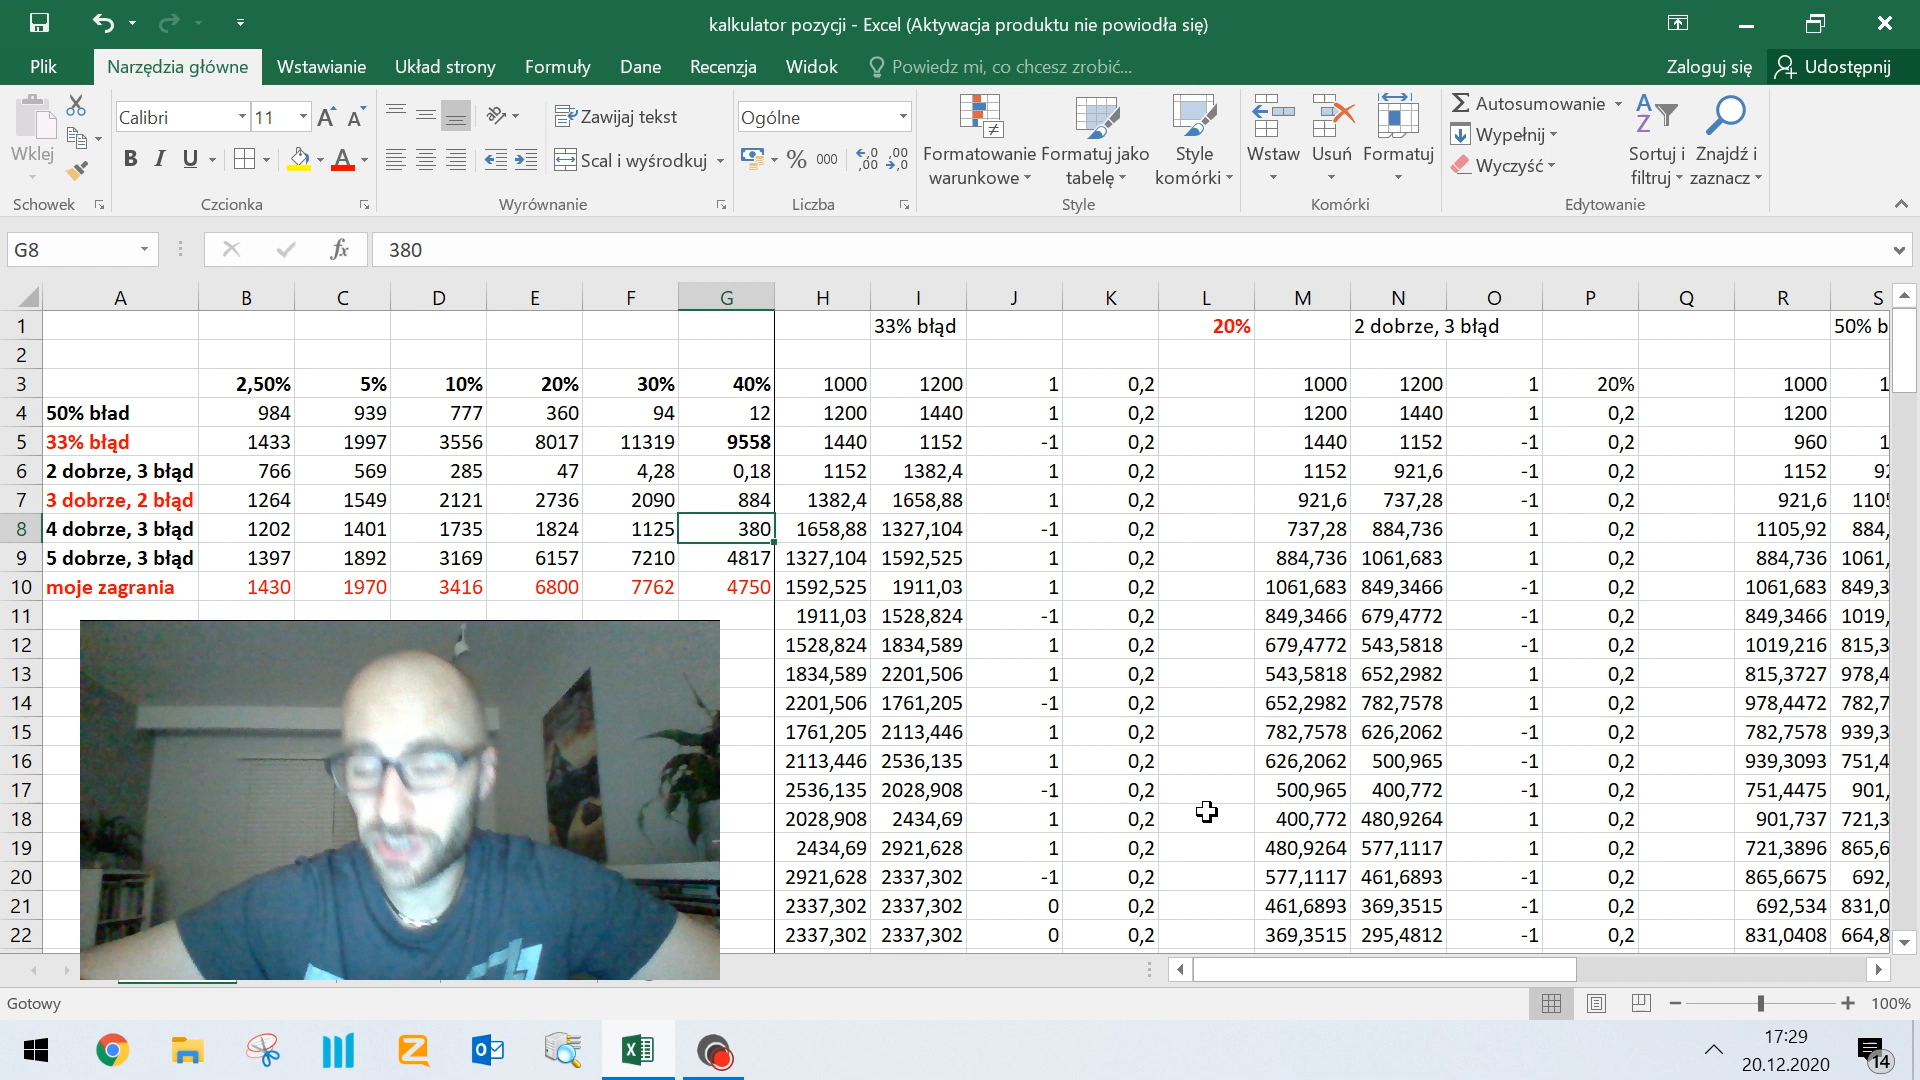 kalkulator pozycji - Excel (Aktywacja produktu nie powiodła się)
Plik Narzędzia główne Wstawianie Układ strony Formuły Dane Recenzja Widok Powiedz mi, co chcesz zrobić... Zaloguj się Udostępnij
Wklej
Schowek
Calibri 11
B I U A
Czcionka
Zawijaj tekst
Scal i wyśrodkuj
Wyrównanie
Ogólne
% 000
Liczba
Formatowanie warunkowe
Formatuj jako tabelę
Style komórki
Style
Wstaw Usuń Formatuj
Komórki
Autosumowanie
Wypełnij
Wyczyść
Sortuj i filtruj
Znajdź i zaznacz
Edytowanie
G8 fx 380
A B C D E F G H I J K L M N O P Q R S
1 33% błąd 20% 2 dobrze, 3 błąd 50% b
2
3 2,50% 5% 10% 20% 30% 40% 1000 1200 1 0,2 1000 1200 1 20% 1000 1
4 50% bład 984 939 777 360 94 12 1200 1440 1 0,2 1200 1440 1 0,2 1200
5 33% błąd 1433 1997 3556 8017 11319 9558 1440 1152 -1 0,2 1440 1152 -1 0,2 960 1
6 2 dobrze, 3 błąd 766 569 285 47 4,28 0,18 1152 1382,4 1 0,2 1152 921,6 -1 0,2 1152 92
7 3 dobrze, 2 błąd 1264 1549 2121 2736 2090 884 1382,4 1658,88 1 0,2 921,6 737,28 -1 0,2 921,6 1105
8 4 dobrze, 3 błąd 1202 1401 1735 1824 1125 380 1658,88 1327,104 -1 0,2 737,28 884,736 1 0,2 1105,92 884,
9 5 dobrze, 3 błąd 1397 1892 3169 6157 7210 4817 1327,104 1592,525 1 0,2 884,736 1061,683 1 0,2 884,736 1061,
10 moje zagrania 1430 1970 3416 6800 7762 4750 1592,525 1911,03 1 0,2 1061,683 849,3466 -1 0,2 1061,683 849,3
11 1911,03 1528,824 -1 0,2 849,3466 679,4772 -1 0,2 849,3466 1019,
12 1528,824 1834,589 1 0,2 679,4772 543,5818 -1 0,2 1019,216 815,3
13 1834,589 2201,506 1 0,2 543,5818 652,2982 1 0,2 815,3727 978,4
14 2201,506 1761,205 -1 0,2 652,2982 782,7578 1 0,2 978,4472 782,7
15 1761,205 2113,446 1 0,2 782,7578 626,2062 -1 0,2 782,7578 939,3
16 2113,446 2536,135 1 0,2 626,2062 500,965 -1 0,2 939,3093 751,4
17 2536,135 2028,908 -1 0,2 500,965 400,772 -1 0,2 751,4475 901,
18 2028,908 2434,69 1 0,2 400,772 480,9264 1 0,2 901,737 721,3
19 2434,69 2921,628 1 0,2 480,9264 577,1117 1 0,2 721,3896 865,6
20 2921,628 2337,302 -1 0,2 577,1117 461,6893 -1 0,2 865,6675 692,
21 2337,302 2337,302 0 0,2 461,6893 369,3515 -1 0,2 692,534 831,0
22 2337,302 2337,302 0 0,2 369,3515 295,4812 -1 0,2 831,0408 664,8
Gotowy 100%
17:29
20.12.2020
14